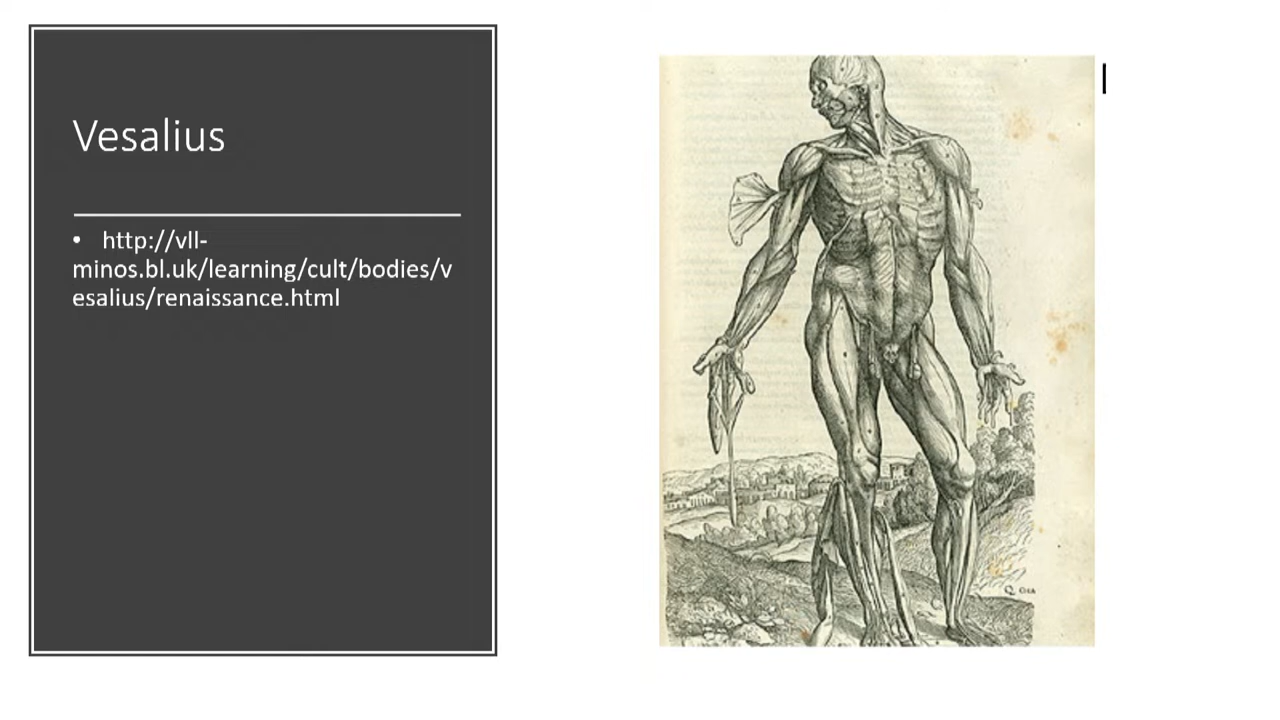 Vesalius
• http://vll-
minos.bl.uk/learning/cult/bodies/v
esalius/renaissance.html